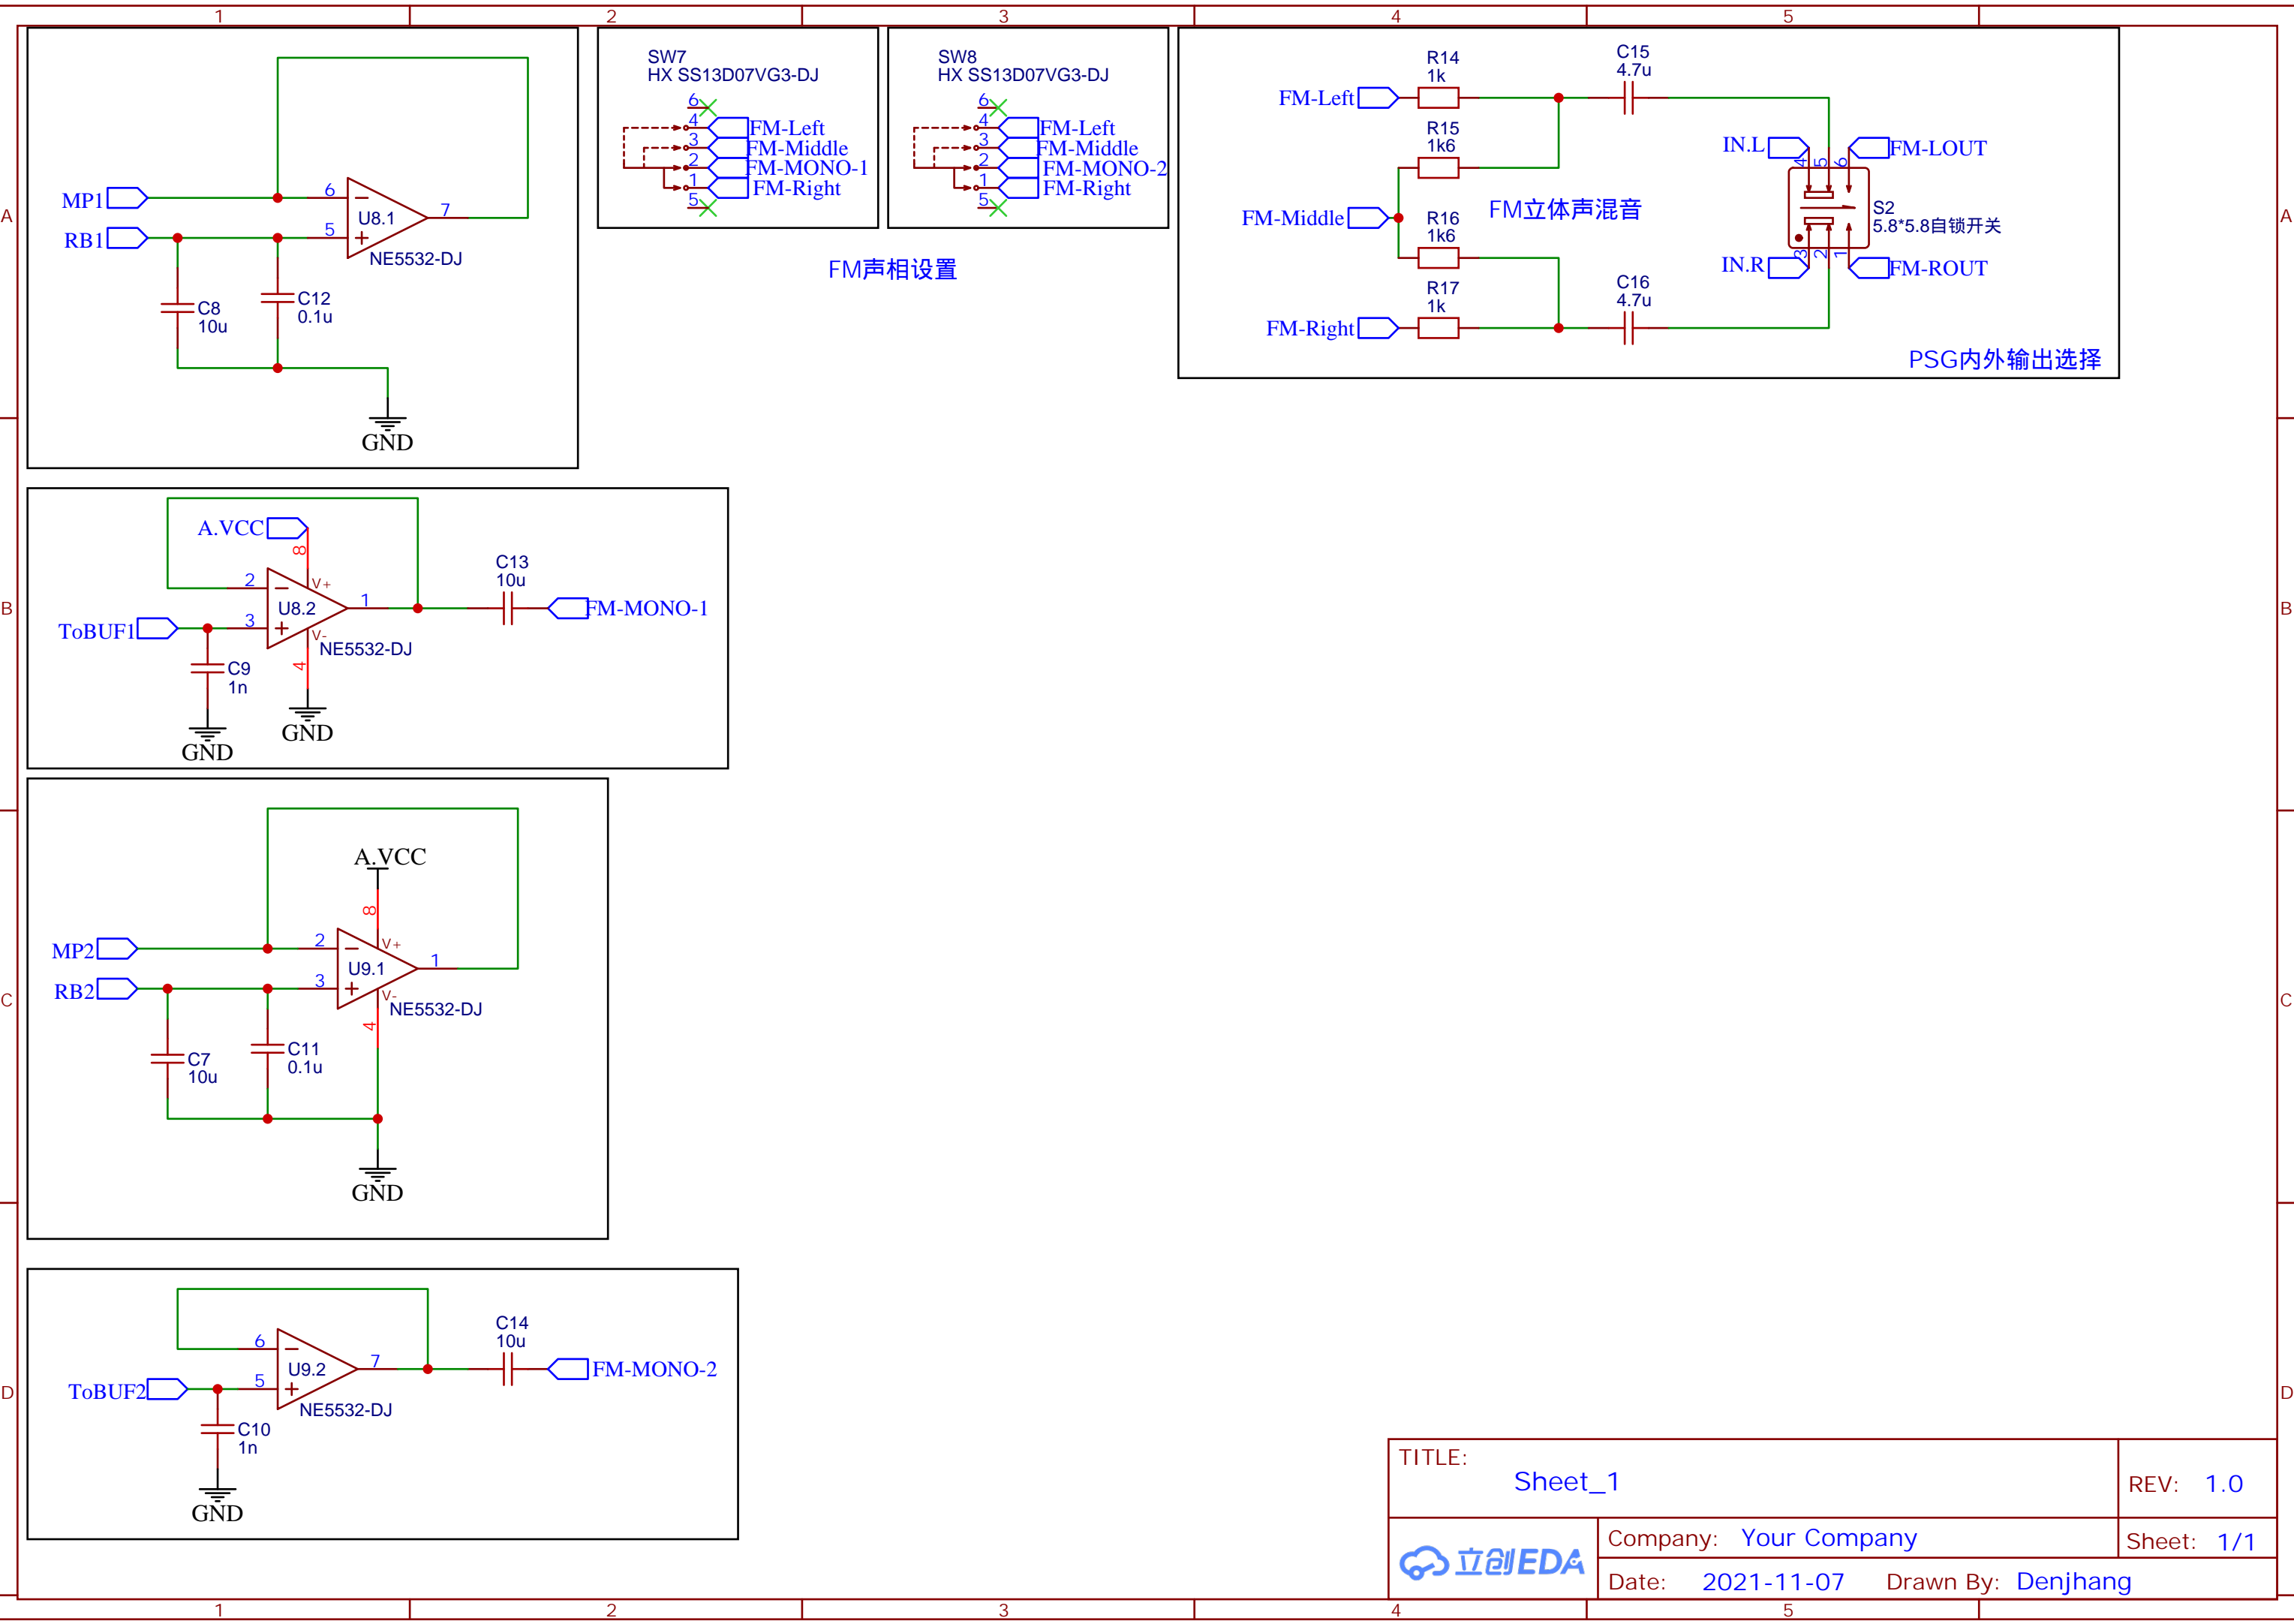 1 2 3 4 5
A
B
C
D
MP1
RB1
6
5
7
U8.1
NE5532-DJ
C8
10u
C12
0.1u
GND
SW7
HX SS13D07VG3-DJ
6
4 FM-Left
3 FM-Middle
2 FM-MONO-1
1 FM-Right
5
SW8
HX SS13D07VG3-DJ
6
4 FM-Left
3 FM-Middle
2 FM-MONO-2
1 FM-Right
5
FM声相设置
FM-Left
R14
1k
R15
1k6
FM-Middle
R16
1k6
FM-Right
R17
1k
FM立体声混音
C15
4.7u
C16
4.7u
IN.L
4 5 6
FM-LOUT
S2
5.8*5.8自锁开关
IN.R
3 2 1
FM-ROUT
PSG内外输出选择
A.VCC
8
V+
2
3
1
U8.2
V-
4
NE5532-DJ
ToBUF1
C9
1n
GND
GND
C13
10u
FM-MONO-1
A.VCC
8
V+
MP2
RB2
2
3
1
U9.1
V-
4
NE5532-DJ
C7
10u
C11
0.1u
GND
6
5
7
U9.2
NE5532-DJ
ToBUF2
C10
1n
GND
C14
10u
FM-MONO-2
TITLE:
Sheet_1
REV: 1.0
立创EDA
Company: Your Company
Sheet: 1/1
Date: 2021-11-07 Drawn By: Denjhang
A
B
C
D
1 2 3 4 5